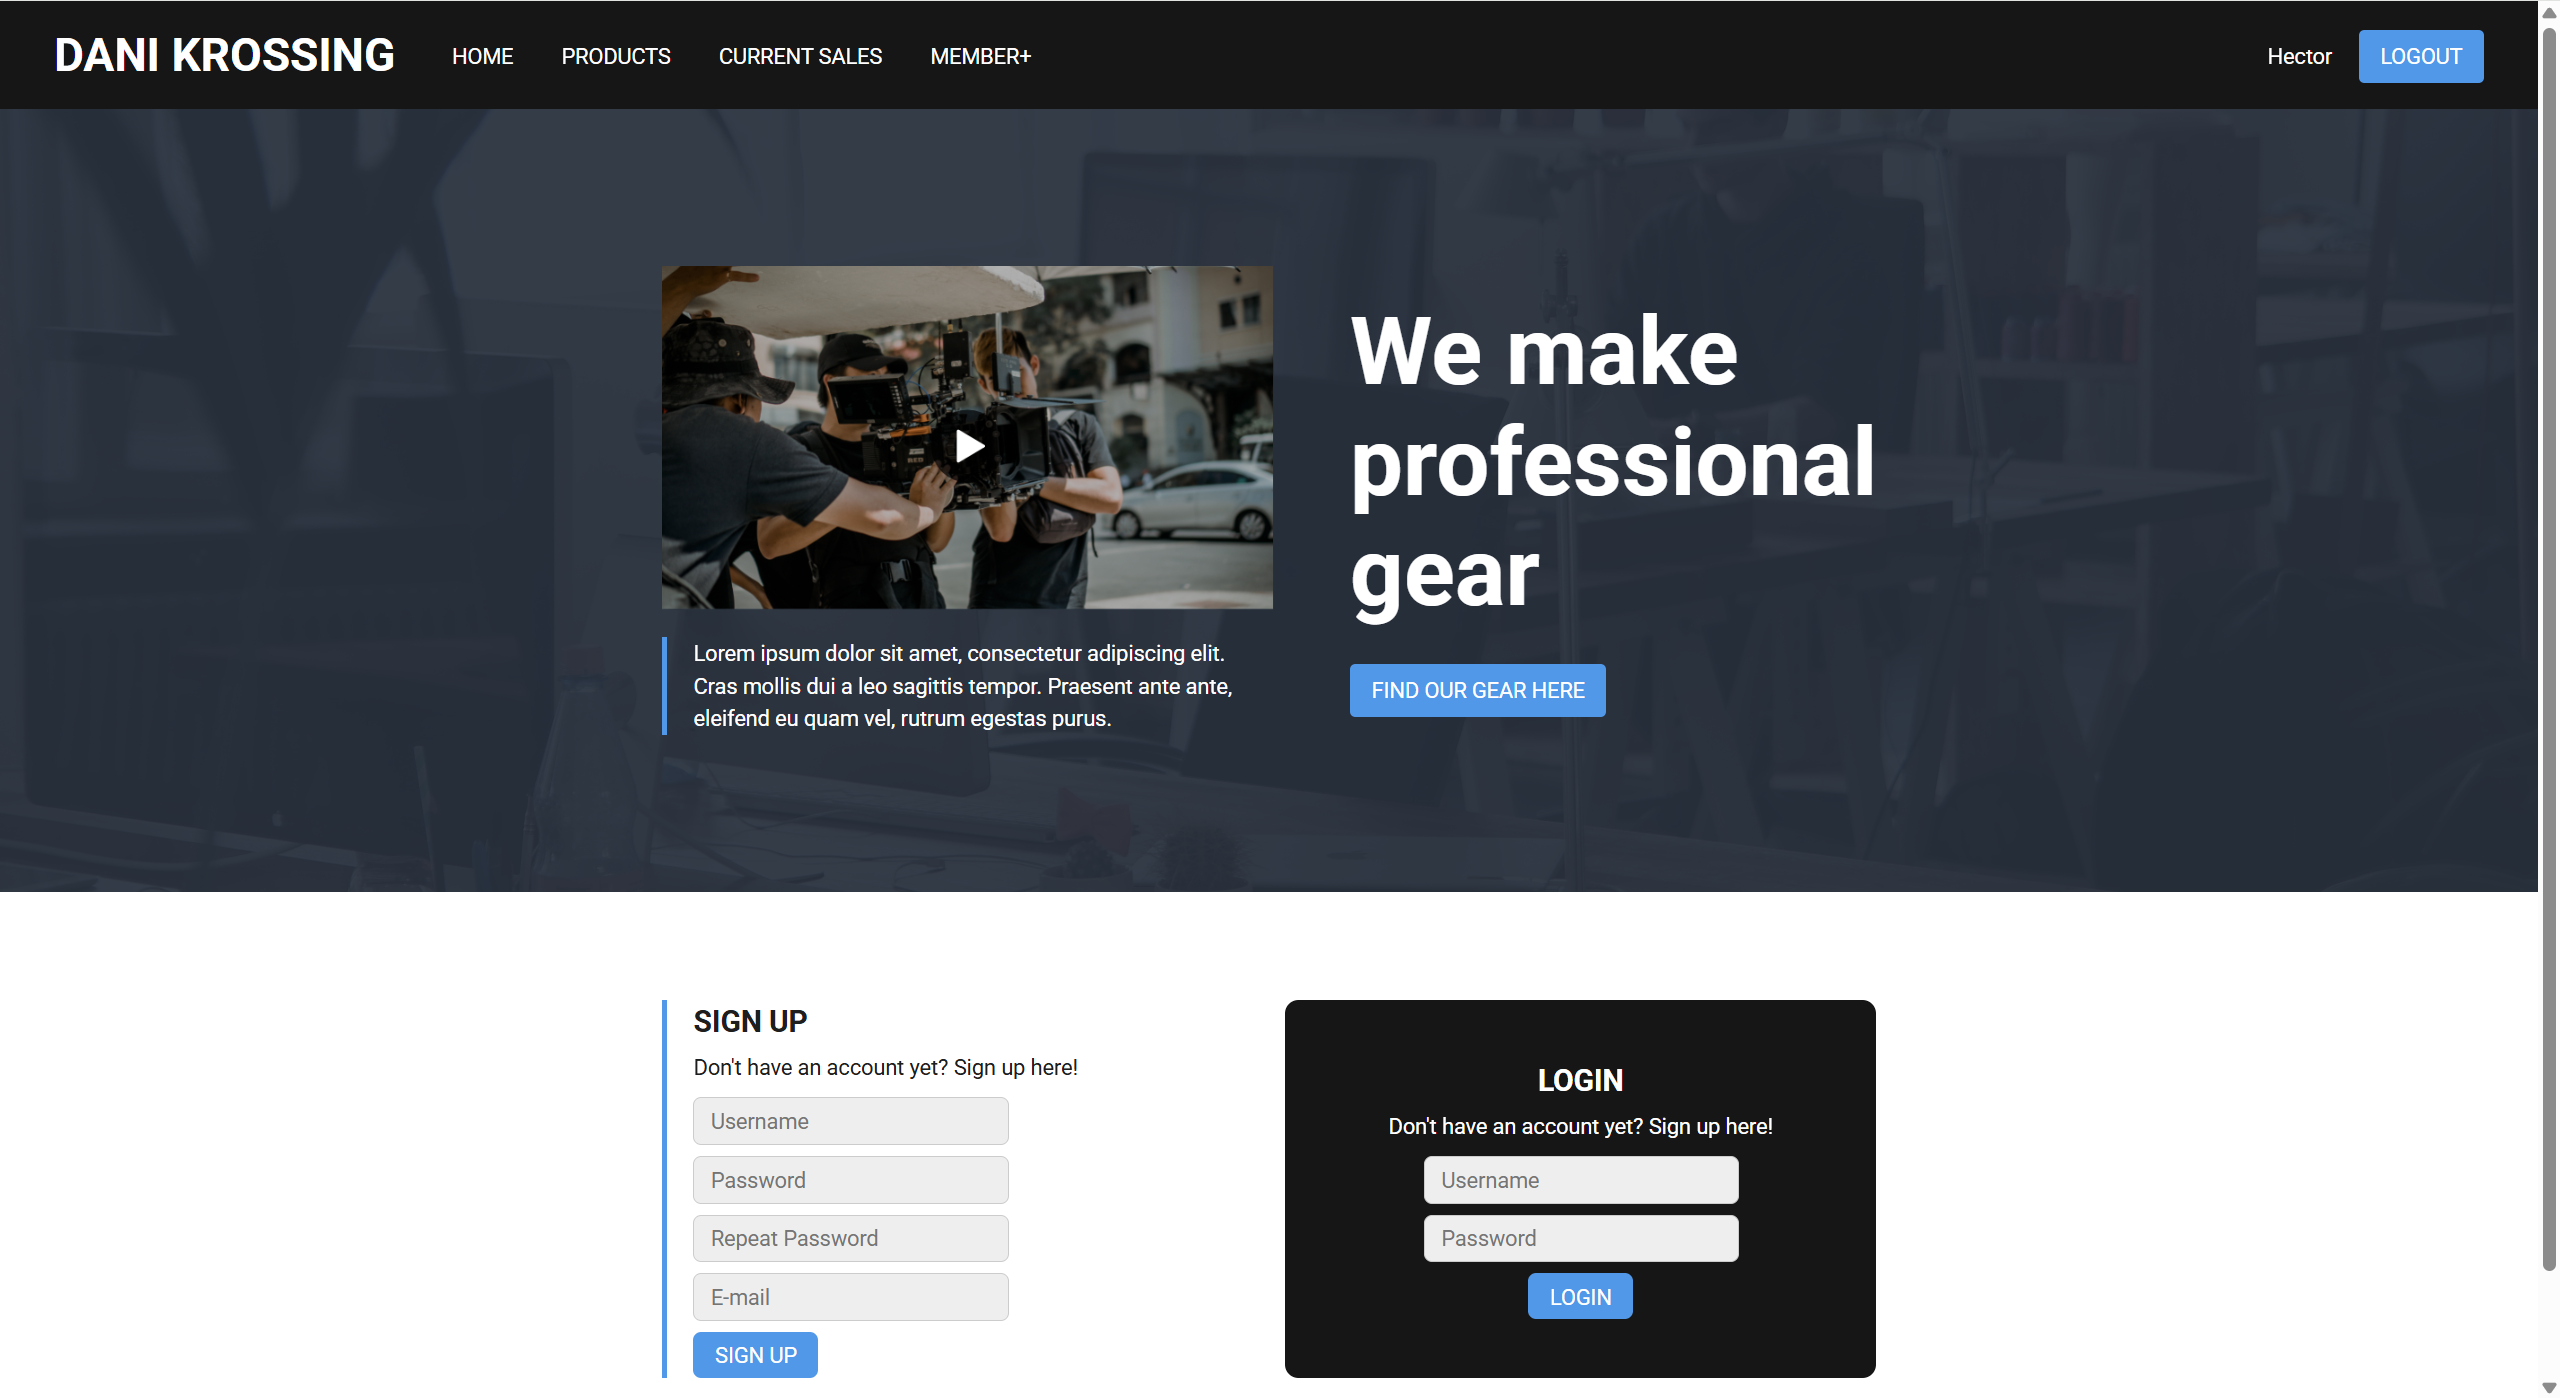 DANI KROSSING
HOME
PRODUCTS
CURRENT SALES
MEMBER+
Hector
LOGOUT
We make
professional
gear
Lorem ipsum dolor sit amet, consectetur adipiscing elit.
Cras mollis dui a leo sagittis tempor. Praesent ante ante,
eleifend eu quam vel, rutrum egestas purus.
FIND OUR GEAR HERE
SIGN UP
Don't have an account yet? Sign up here!
Username
Password
Repeat Password
E-mail
SIGN UP
LOGIN
Don't have an account yet? Sign up here!
Username
Password
LOGIN